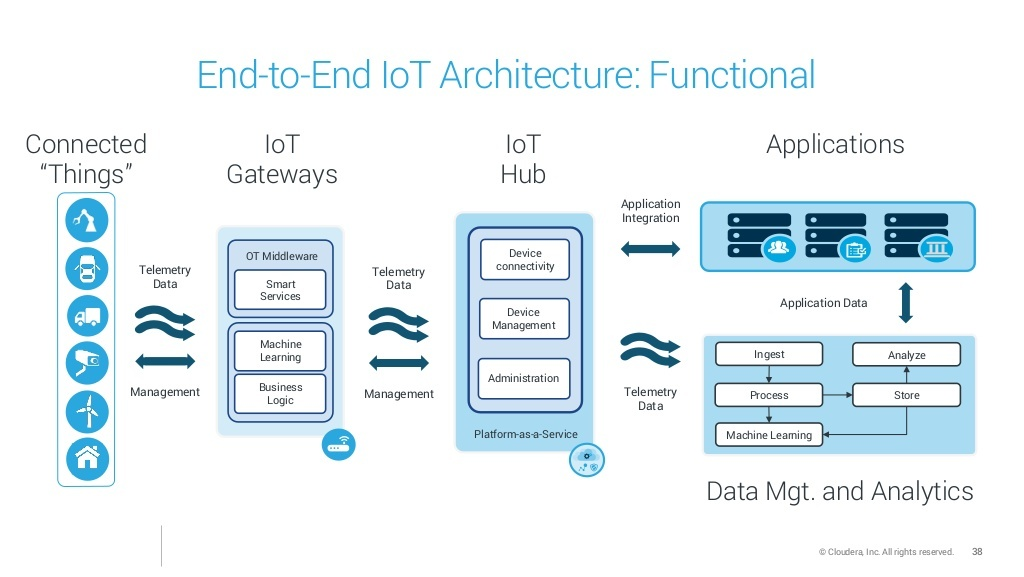 End-to-End IoT Architecture: Functional
Connected
“Things”
IoT
Gateways
IoT
Hub
Applications
Telemetry
Data
Management
OT Middleware
Smart
Services
Machine
Learning
Business
Logic
Telemetry
Data
Management
Device
connectivity
Device
Management
Administration
Platform-as-a-Service
Application
Integration
Telemetry
Data
Application Data
Ingest
Analyze
Process
Store
Machine Learning
Data Mgt. and Analytics
© Cloudera, Inc. All rights reserved.
38